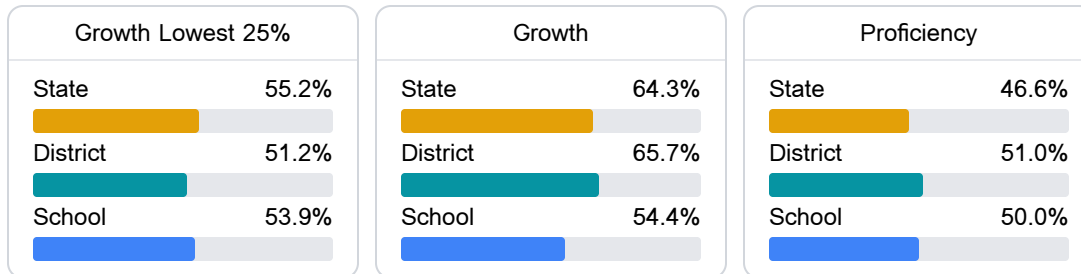 Growth Lowest 25%
State 55.2%
District 51.2%
School 53.9%
Growth
State 64.3%
District 65.7%
School 54.4%
Proficiency
State 46.6%
District 51.0%
School 50.0%